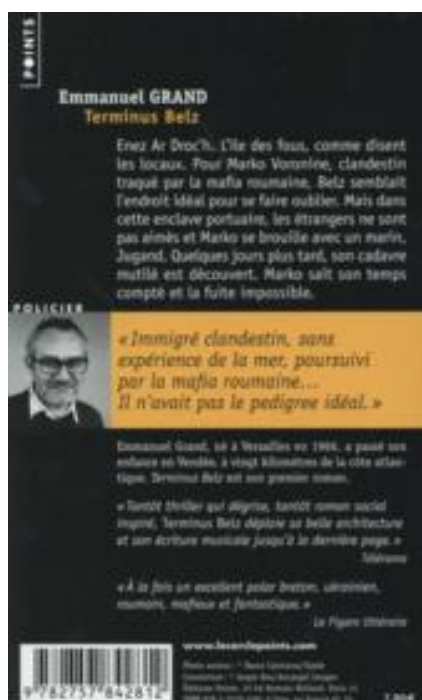 POINTS
Emmanuel GRAND
Terminus Belz
Enez Ar Droc'h. L'île des fous, comme disent
les locaux. Pour Marko Voronine, clandestin
traqué par la mafia roumaine, Belz semblait
l'endroit idéal pour se faire oublier. Mais dans
cette enclave portuaire, les étrangers ne sont
pas aimés et Marko se brouille avec un marin,
Jugand. Quelques jours plus tard, son cadavre
mutilé est découvert. Marko sait son temps
compté et la fuite impossible.
POLICIER
« Immigré clandestin, sans
expérience de la mer, poursuivi
par la mafia roumaine...
Il n'avait pas le pedigree idéal. »
Emmanuel Grand, né à Versailles en 1966, a passé son
enfance en Vendée, à vingt kilomètres de la côte atlan-
tique. Terminus Belz est son premier roman.
« Tantôt thriller qui dégrise, tantôt roman social
inspiré, Terminus Belz déploie sa belle architecture
et son écriture musicale jusqu'à la dernière page. »
Télérama
« À la fois un excellent polar breton, ukrainien,
roumain, mafieux et fantastique. »
Le Figaro littéraire
www.lecerclepoints.com
9 782757 842812